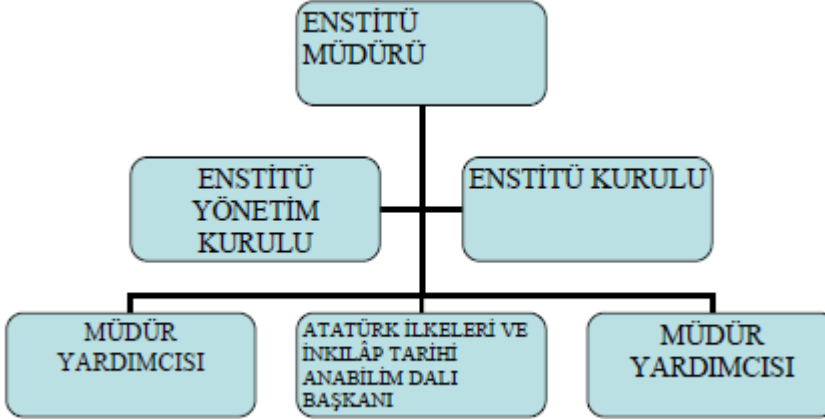 ENSTİTÜ
MÜDÜRÜ
ENSTİTÜ
YÖNETİM
KURULU
ENSTİTÜ KURULU
MÜDÜR
YARDIMCISI
ATATÜRK İLKELERİ VE
İNKILÂP TARİHİ
ANABİLİM DALI
BAŞKANI
MÜDÜR
YARDIMCISI